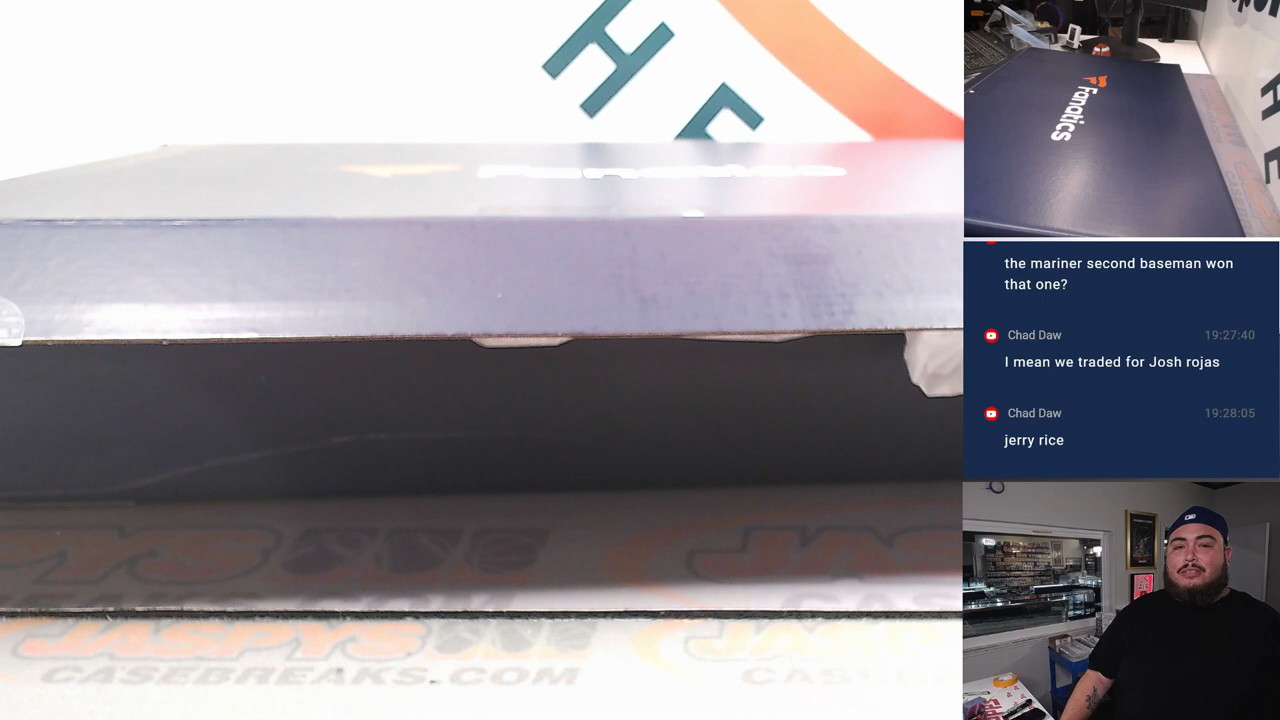 H E
Fanatics
JASPYS
CASEBREAKS.COM
Fanatics
H E
the mariner second baseman won
that one?
Chad Daw 19:27:40
I mean we traded for Josh rojas
Chad Daw 19:28:05
jerry rice